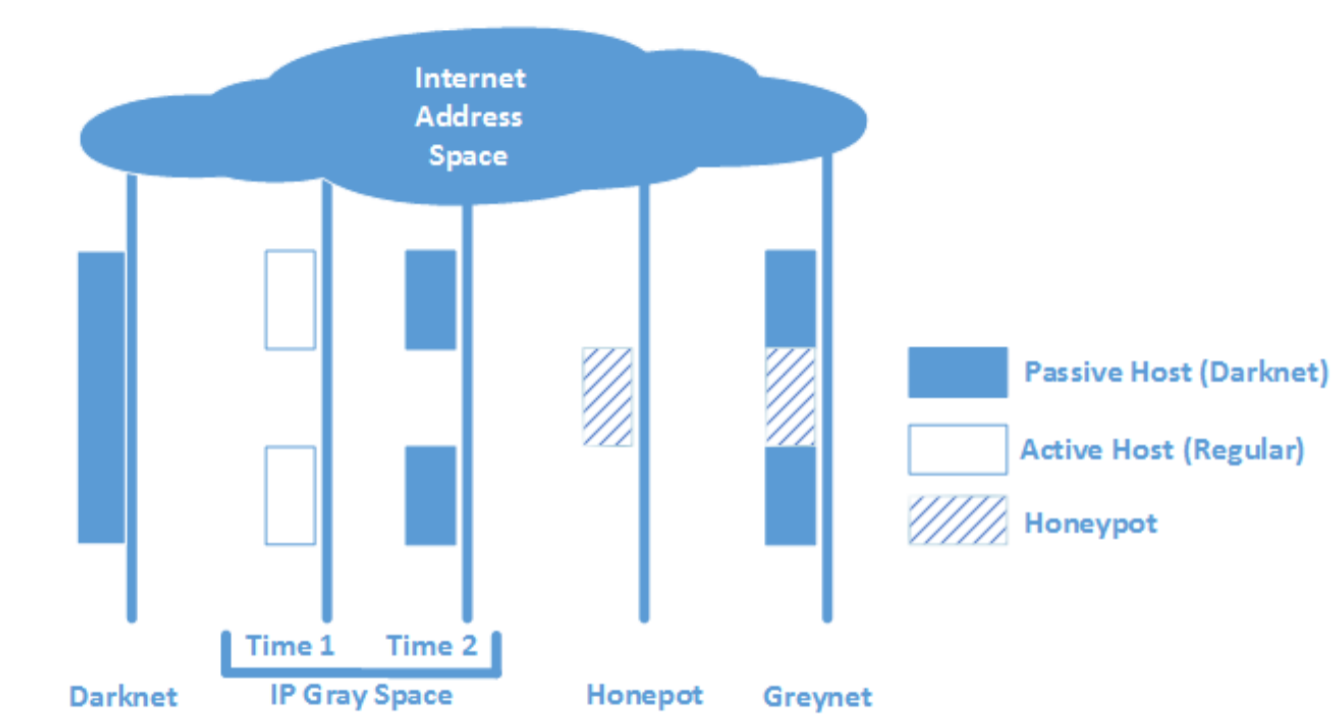 Internet
Address
Space
Passive Host (Darknet)
Active Host (Regular)
Honeypot
Time 1
Time 2
Darknet
IP Gray Space
Honepot
Greynet